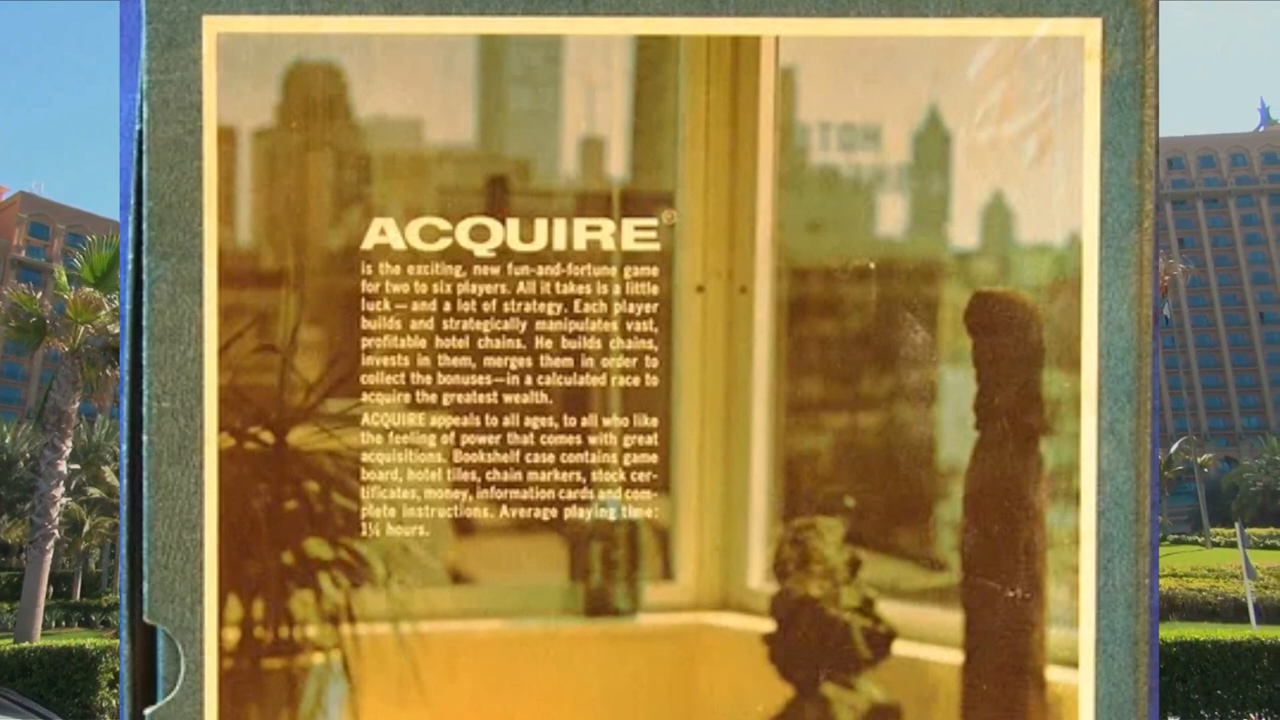 TON
HOT
ACQUIRE®
is the exciting, new fun-and-fortune game
for two to six players. All it takes is a little
luck — and a lot of strategy. Each player
builds and strategically manipulates vast,
profitable hotel chains. He builds chains,
invests in them, merges them in order to
collect the bonuses—in a calculated race to
acquire the greatest wealth.
ACQUIRE appeals to all ages, to all who like
the feeling of power that comes with great
acquisitions. Bookshelf case contains game
board, hotel tiles, chain markers, stock cer-
tificates, money, information cards and com-
plete instructions. Average playing time:
1½ hours.